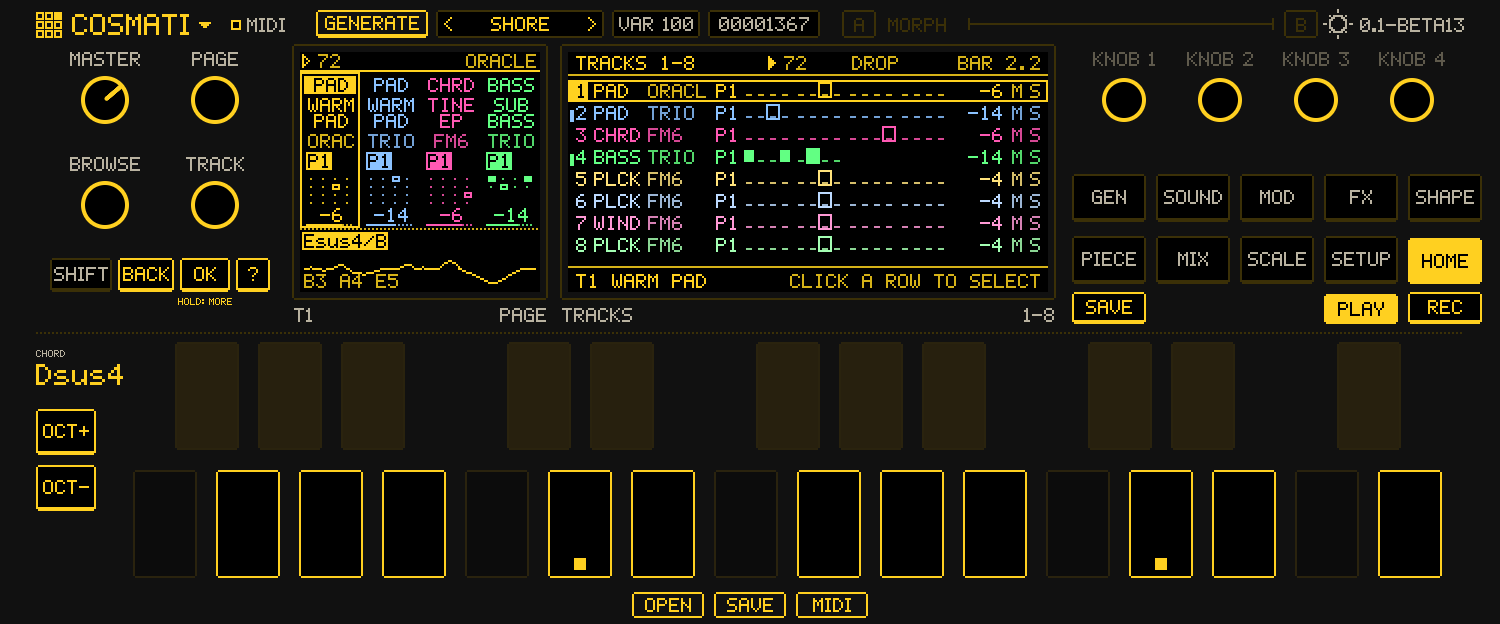 COSMATI MIDI GENERATE < SHORE > VAR 100 00001367 A MORPH B 0.1-BETA13
MASTER PAGE
BROWSE TRACK
SHIFT BACK OK ?
HOLD: MORE
72 ORACLE
PAD PAD CHRD BASS
WARM WARM TINE SUB
PAD PAD EP BASS
ORAC TRIO FM6 TRIO
P1 P1 P1 P1
-6 -14 -6 -14
Esus4/B
B3 A4 E5
T1 PAGE
TRACKS 1-8 72 DROP BAR 2.2
1 PAD ORACL P1 -6 M S
2 PAD TRIO P1 -14 M S
3 CHRD FM6 P1 -6 M S
4 BASS TRIO P1 -14 M S
5 PLCK FM6 P1 -4 M S
6 PLCK FM6 P1 -4 M S
7 WIND FM6 P1 -4 M S
8 PLCK FM6 P1 -4 M S
T1 WARM PAD CLICK A ROW TO SELECT
TRACKS 1-8
KNOB 1 KNOB 2 KNOB 3 KNOB 4
GEN SOUND MOD FX SHAPE
PIECE MIX SCALE SETUP HOME
SAVE PLAY REC
CHORD
Dsus4
OCT+
OCT-
OPEN SAVE MIDI